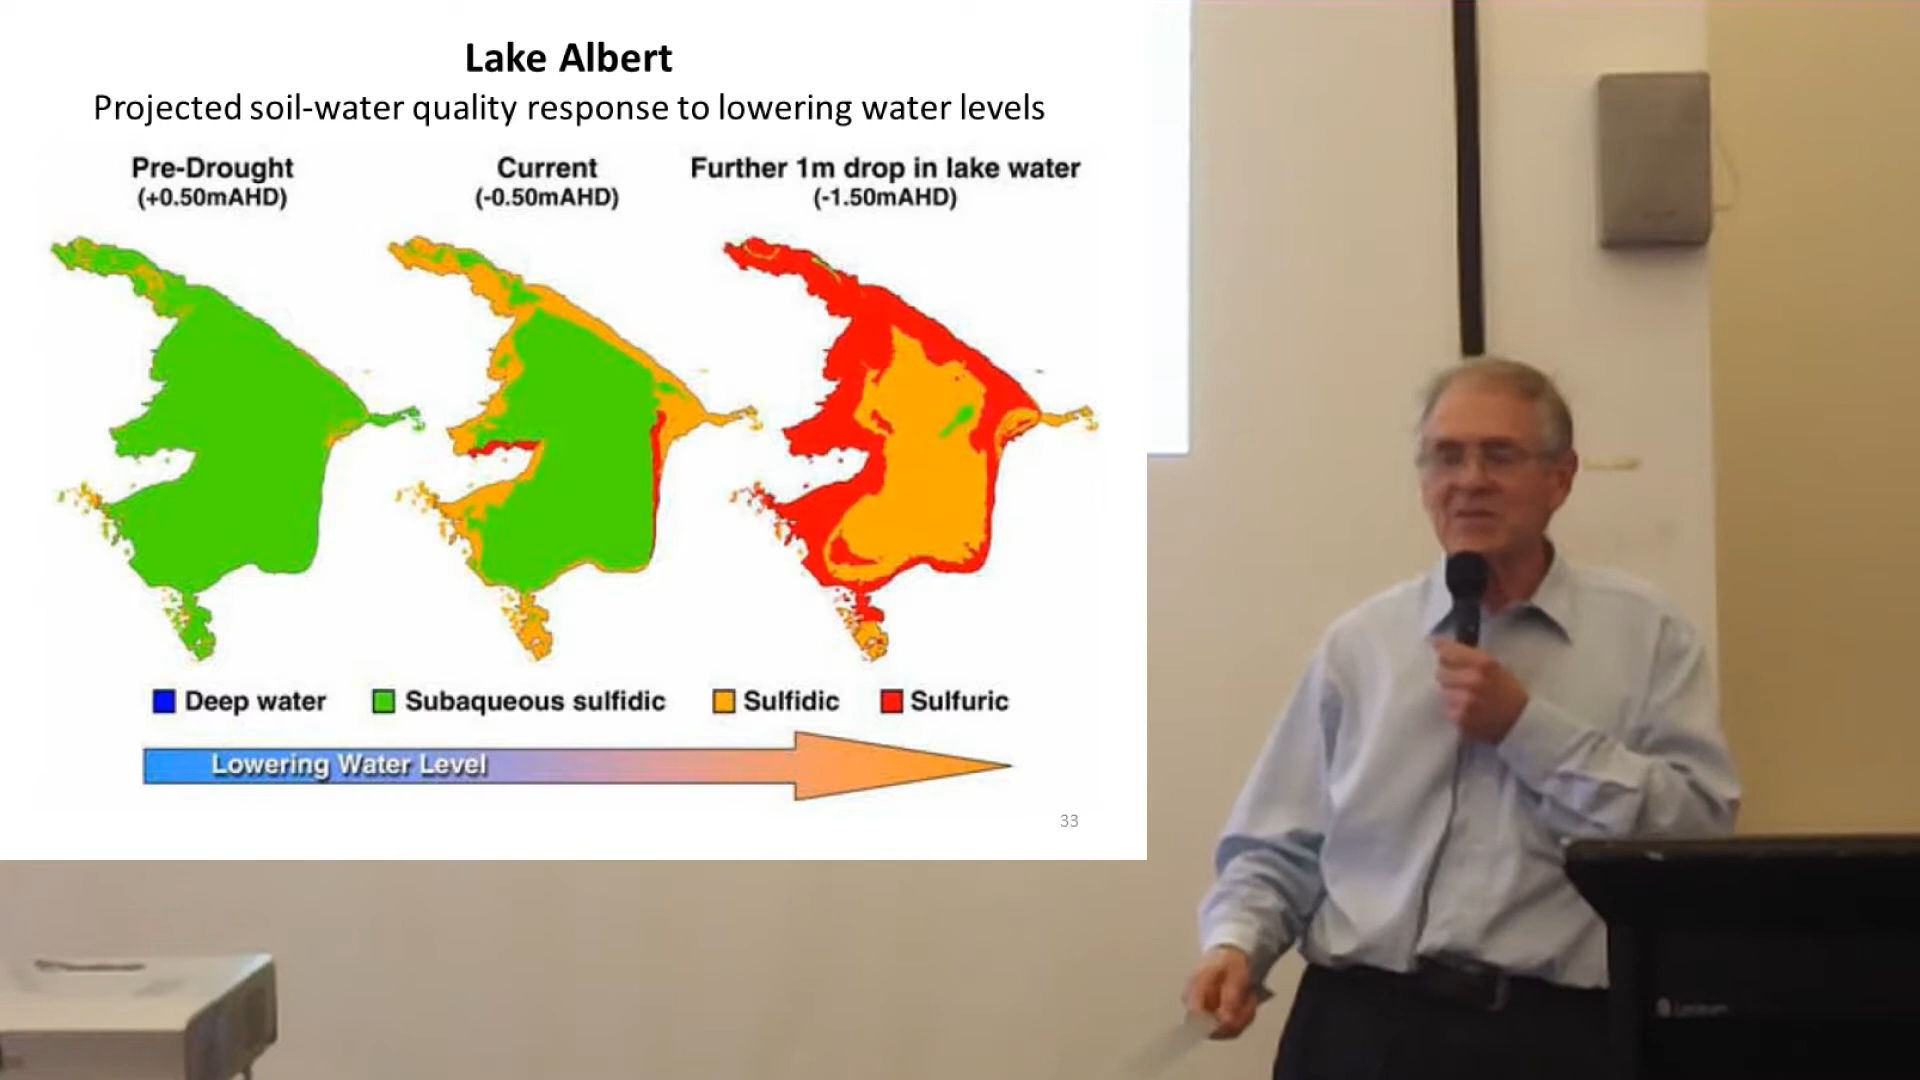 Lake Albert
Projected soil-water quality response to lowering water levels
Pre-Drought
(+0.50mAHD)
Current
(-0.50mAHD)
Further 1m drop in lake water
(-1.50mAHD)
Deep water
Subaqueous sulfidic
Sulfidic
Sulfuric
Lowering Water Level
33